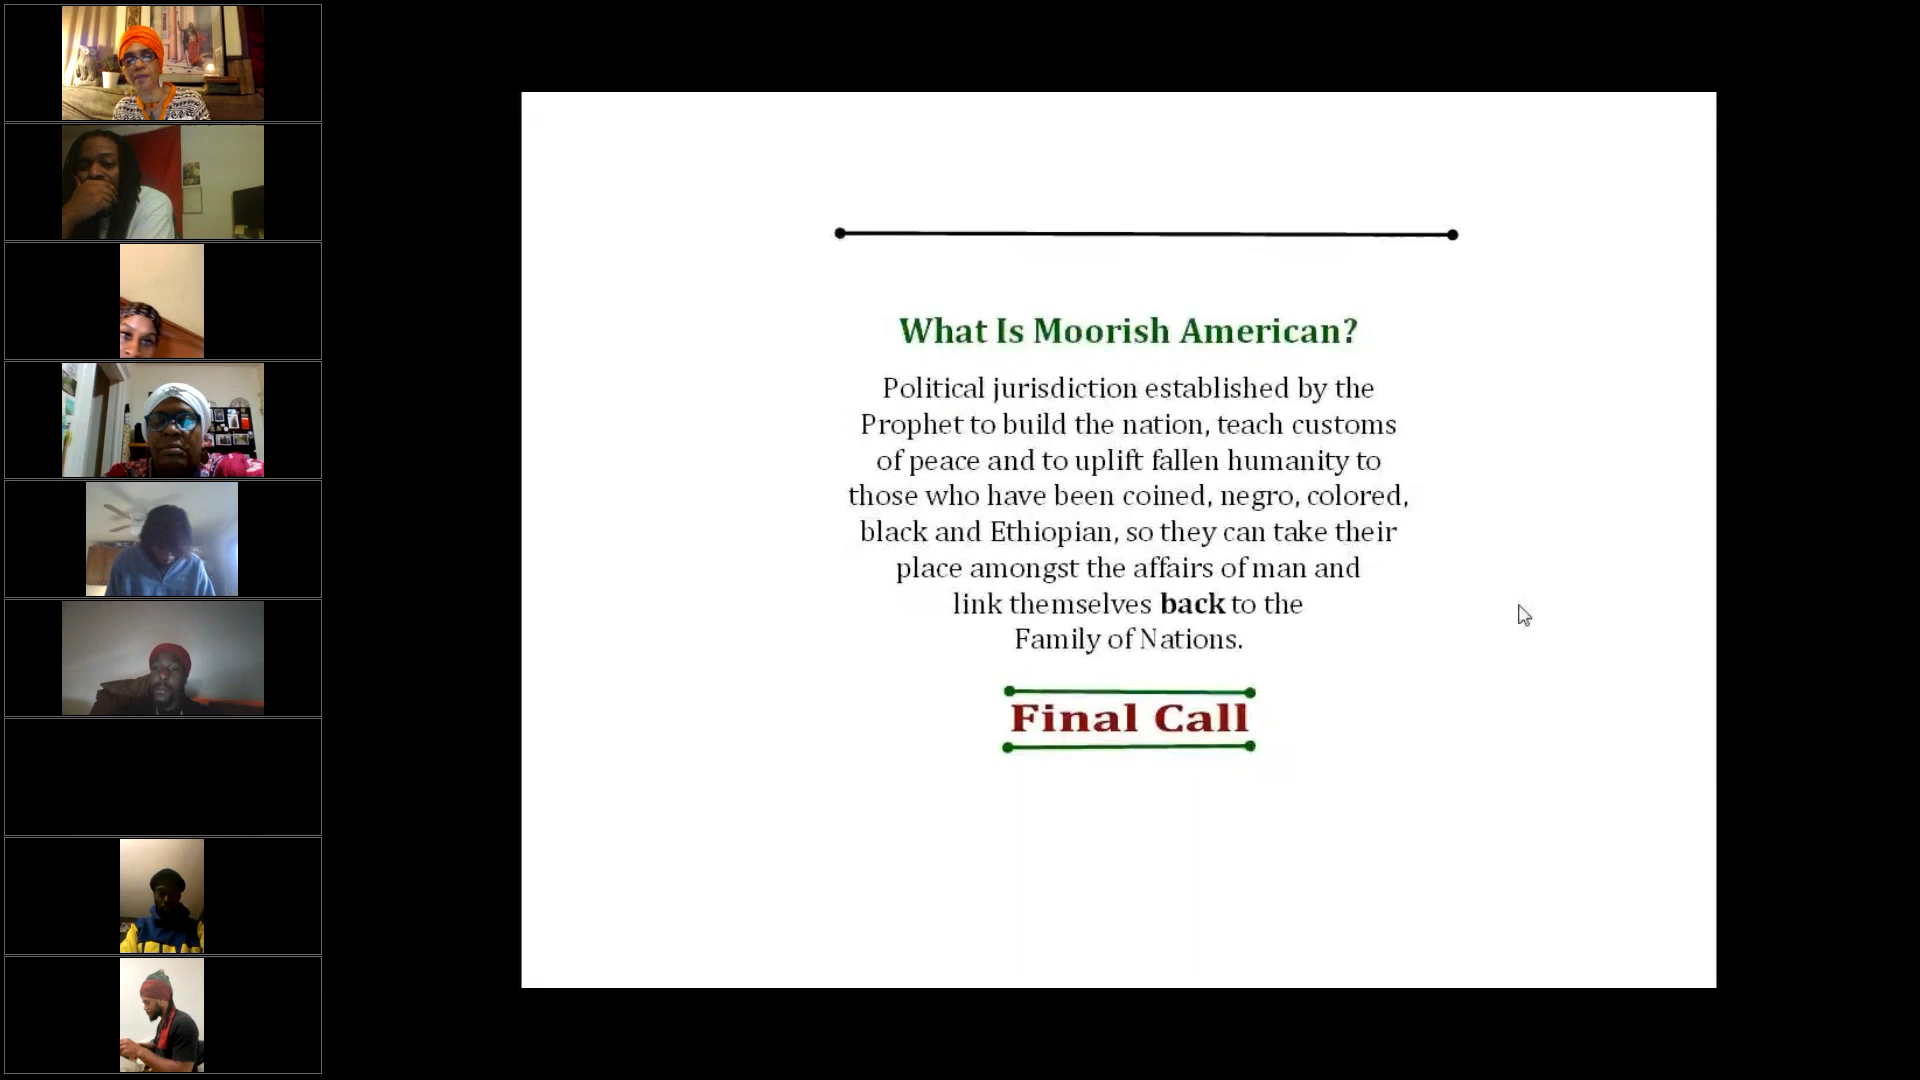 What Is Moorish American?
Political jurisdiction established by the
Prophet to build the nation, teach customs
of peace and to uplift fallen humanity to
those who have been coined, negro, colored,
black and Ethiopian, so they can take their
place amongst the affairs of man and
link themselves back to the
Family of Nations.
Final Call